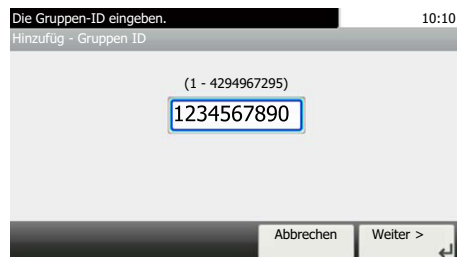 Die Gruppen-ID eingeben.
10:10
Hinzufüg - Gruppen ID
(1 - 4294967295)
1234567890
Abbrechen
Weiter >